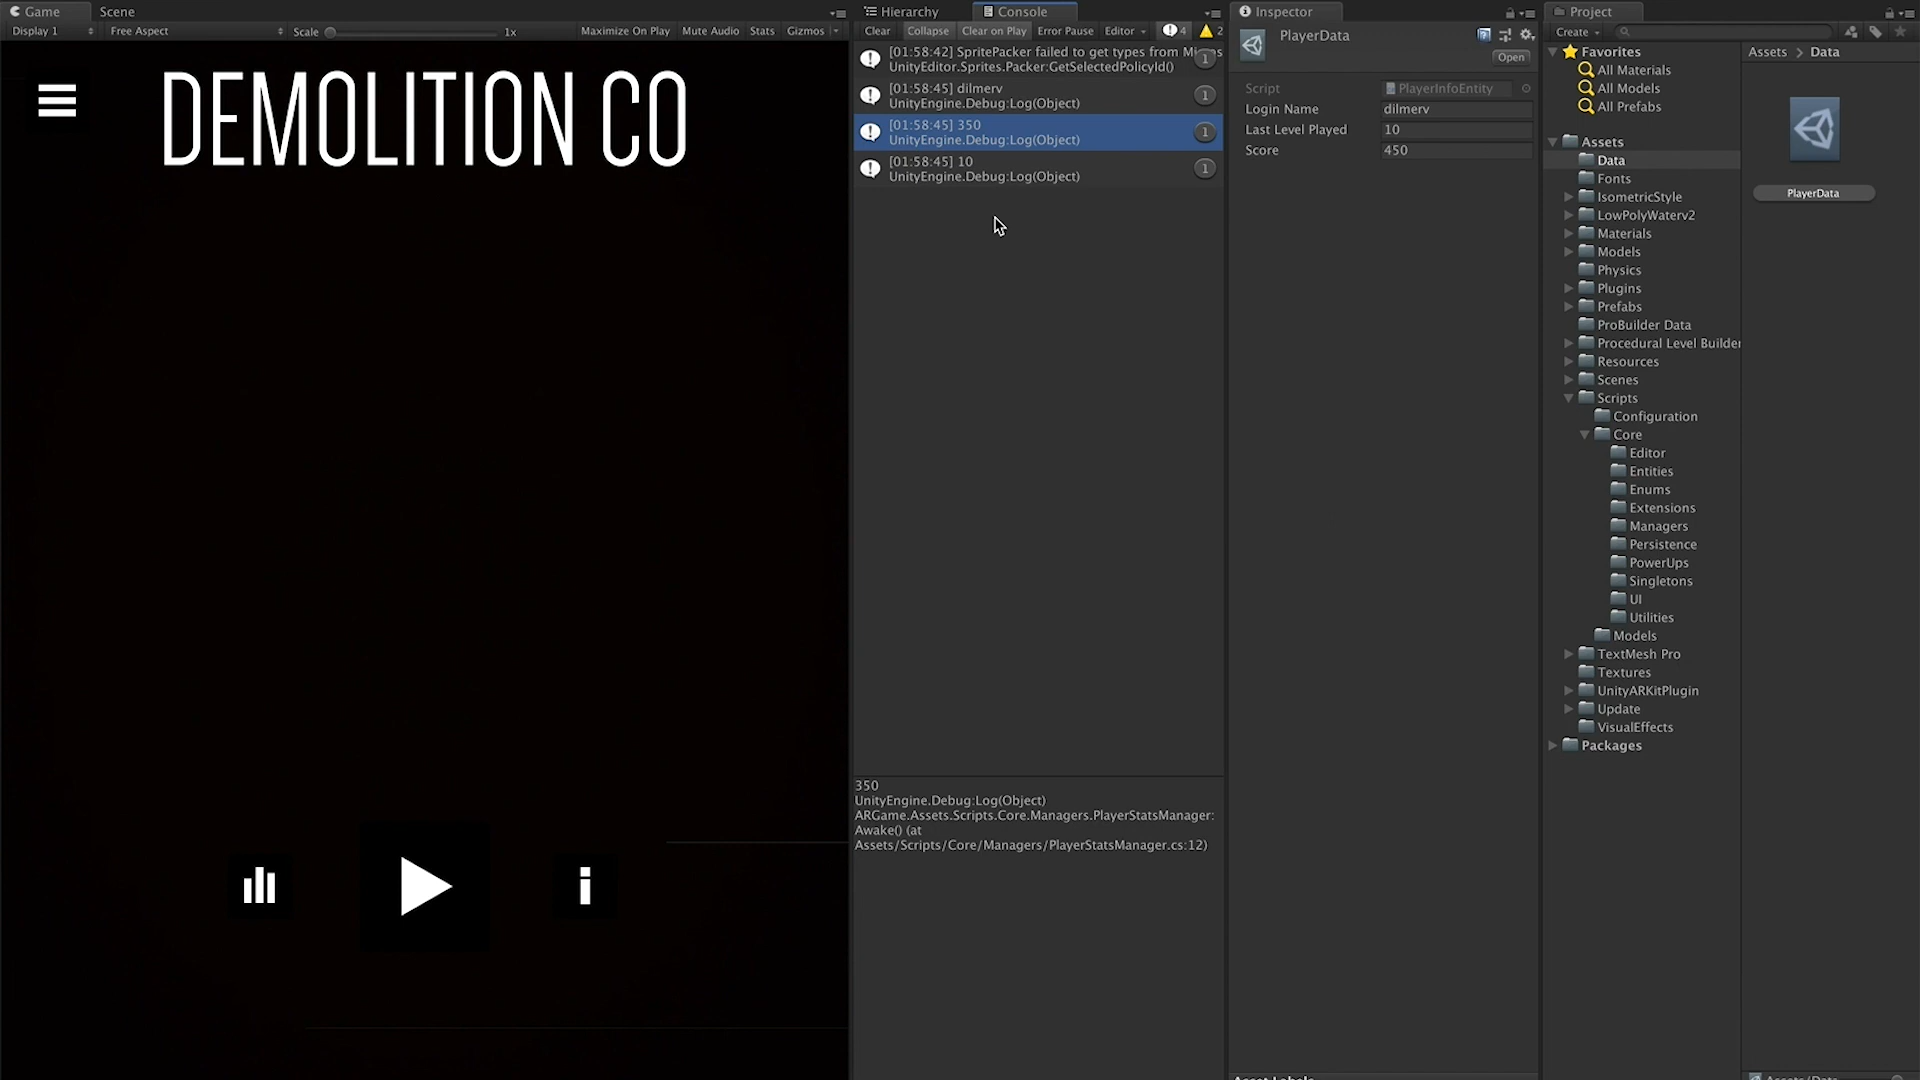 Game
Scene
Display 1
Free Aspect
Scale
1x
Maximize On Play
Mute Audio
Stats
Gizmos
DEMOLITION CO
Hierarchy
Console
Clear
Collapse
Clear on Play
Error Pause
Editor
4
2
[01:58:42] SpritePacker failed to get types from Mi
UnityEditor.Sprites.Packer:GetSelectedPolicyId()
1
[01:58:45] dilmerv
UnityEngine.Debug:Log(Object)
1
[01:58:45] 350
UnityEngine.Debug:Log(Object)
1
[01:58:45] 10
UnityEngine.Debug:Log(Object)
1
350
UnityEngine.Debug:Log(Object)
ARGame.Assets.Scripts.Core.Managers.PlayerStatsManager:
Awake() (at
Assets/Scripts/Core/Managers/PlayerStatsManager.cs:12)
Inspector
PlayerData
Open
Script
PlayerInfoEntity
Login Name
dilmerv
Last Level Played
10
Score
450
Asset Labels
Project
Create
Favorites
All Materials
All Models
All Prefabs
Assets
Data
Fonts
IsometricStyle
LowPolyWaterv2
Materials
Models
Physics
Plugins
Prefabs
ProBuilder Data
Procedural Level Builder
Resources
Scenes
Scripts
Configuration
Core
Editor
Entities
Enums
Extensions
Managers
Persistence
PowerUps
Singletons
UI
Utilities
Models
TextMesh Pro
Textures
UnityARKitPlugin
Update
VisualEffects
Packages
Assets > Data
PlayerData